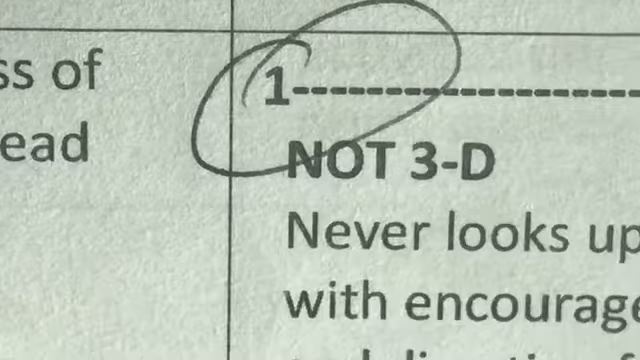 ss of
1--------------------
ead
NOT 3-D
Never looks up
with encourage